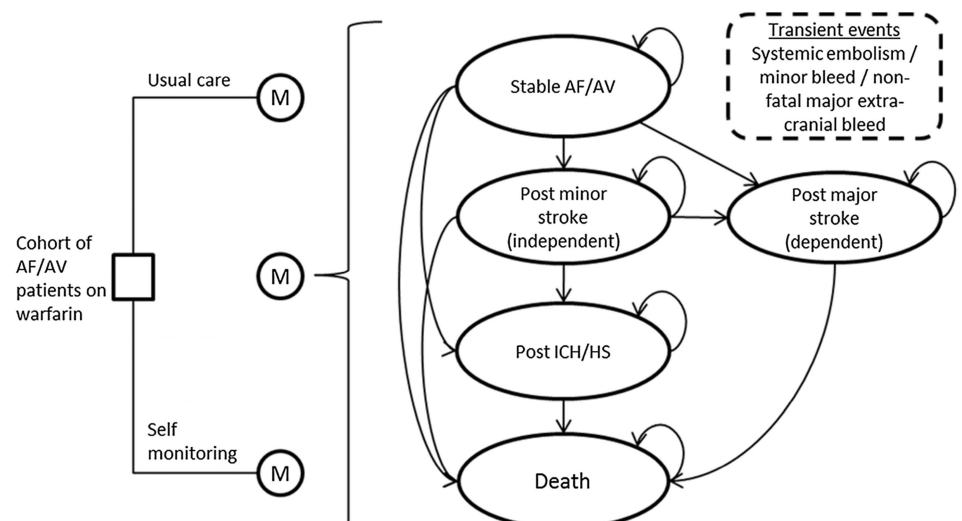 Usual care
M
Cohort of
AF/AV
patients on
warfarin
M
Self
monitoring
M
Stable AF/AV
Transient events
Systemic embolism /
minor bleed / non-
fatal major extra-
cranial bleed
Post minor
stroke
(independent)
Post major
stroke
(dependent)
Post ICH/HS
Death